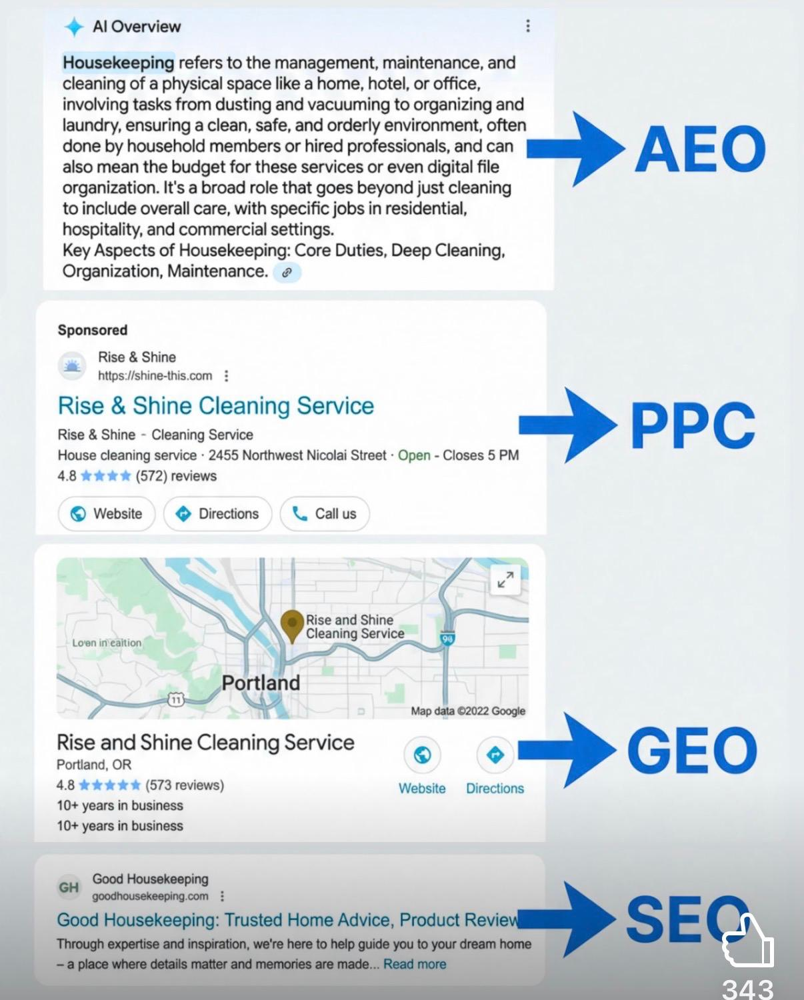 AI Overview
Housekeeping refers to the management, maintenance, and
cleaning of a physical space like a home, hotel, or office,
involving tasks from dusting and vacuuming to organizing and
laundry, ensuring a clean, safe, and orderly environment, often
done by household members or hired professionals, and can
also mean the budget for these services or even digital file
organization. It's a broad role that goes beyond just cleaning
to include overall care, with specific jobs in residential,
hospitality, and commercial settings.
Key Aspects of Housekeeping: Core Duties, Deep Cleaning,
Organization, Maintenance.
AEO
Sponsored
Rise & Shine
https://shine-this.com
Rise & Shine Cleaning Service
Rise & Shine - Cleaning Service
House cleaning service · 2455 Northwest Nicolai Street · Open - Closes 5 PM
4.8 (572) reviews
Website Directions Call us
PPC
Rise and Shine
Cleaning Service
Portland
11
Map data ©2022 Google
Rise and Shine Cleaning Service
Portland, OR
4.8 (573 reviews)
10+ years in business
10+ years in business
Website Directions
GEO
GH
Good Housekeeping
goodhousekeeping.com
Good Housekeeping: Trusted Home Advice, Product Review
Through expertise and inspiration, we're here to help guide you to your dream home
– a place where details matter and memories are made... Read more
SEO
343